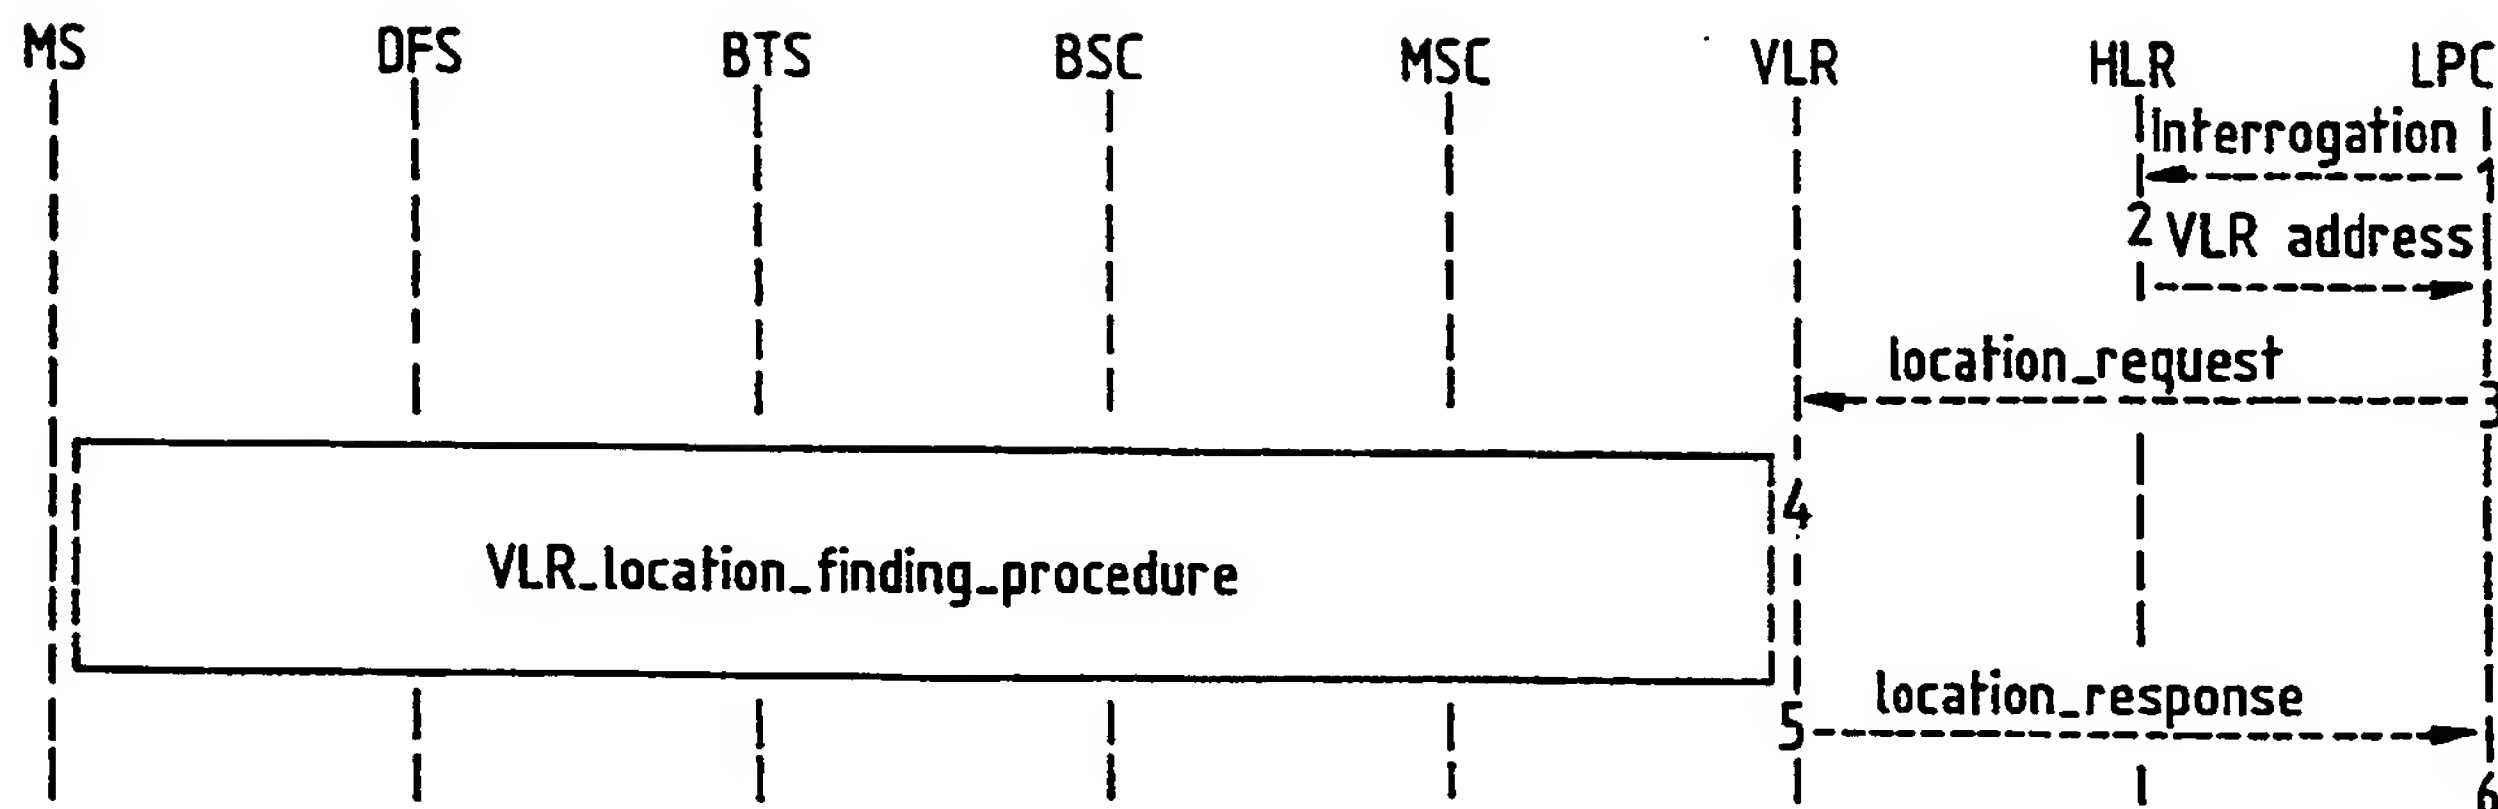 MS DFS BTS BSC MSC VLR HLR LPC
Interrogation
1
2 VLR address
location_request
3
4
VLR_location_finding_procedure
location_response
5
6